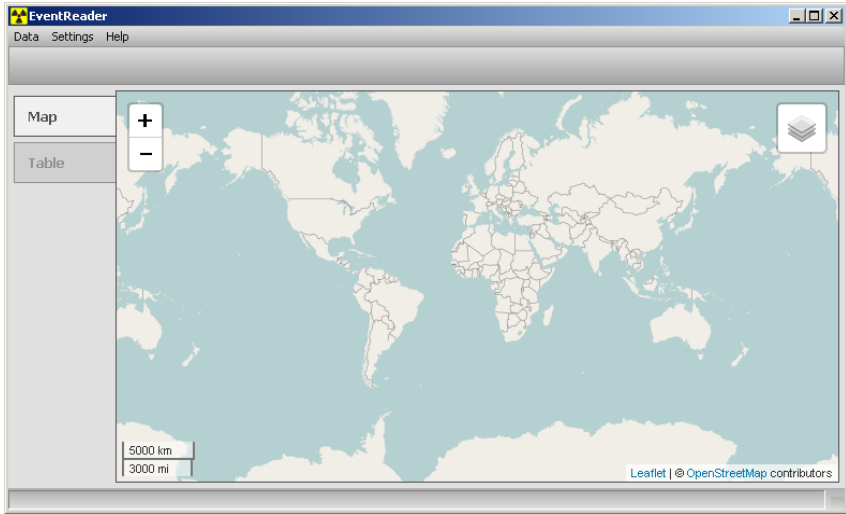 EventReader
Data Settings Help
Map
Table
+
−
5000 km
3000 mi
Leaflet | © OpenStreetMap contributors